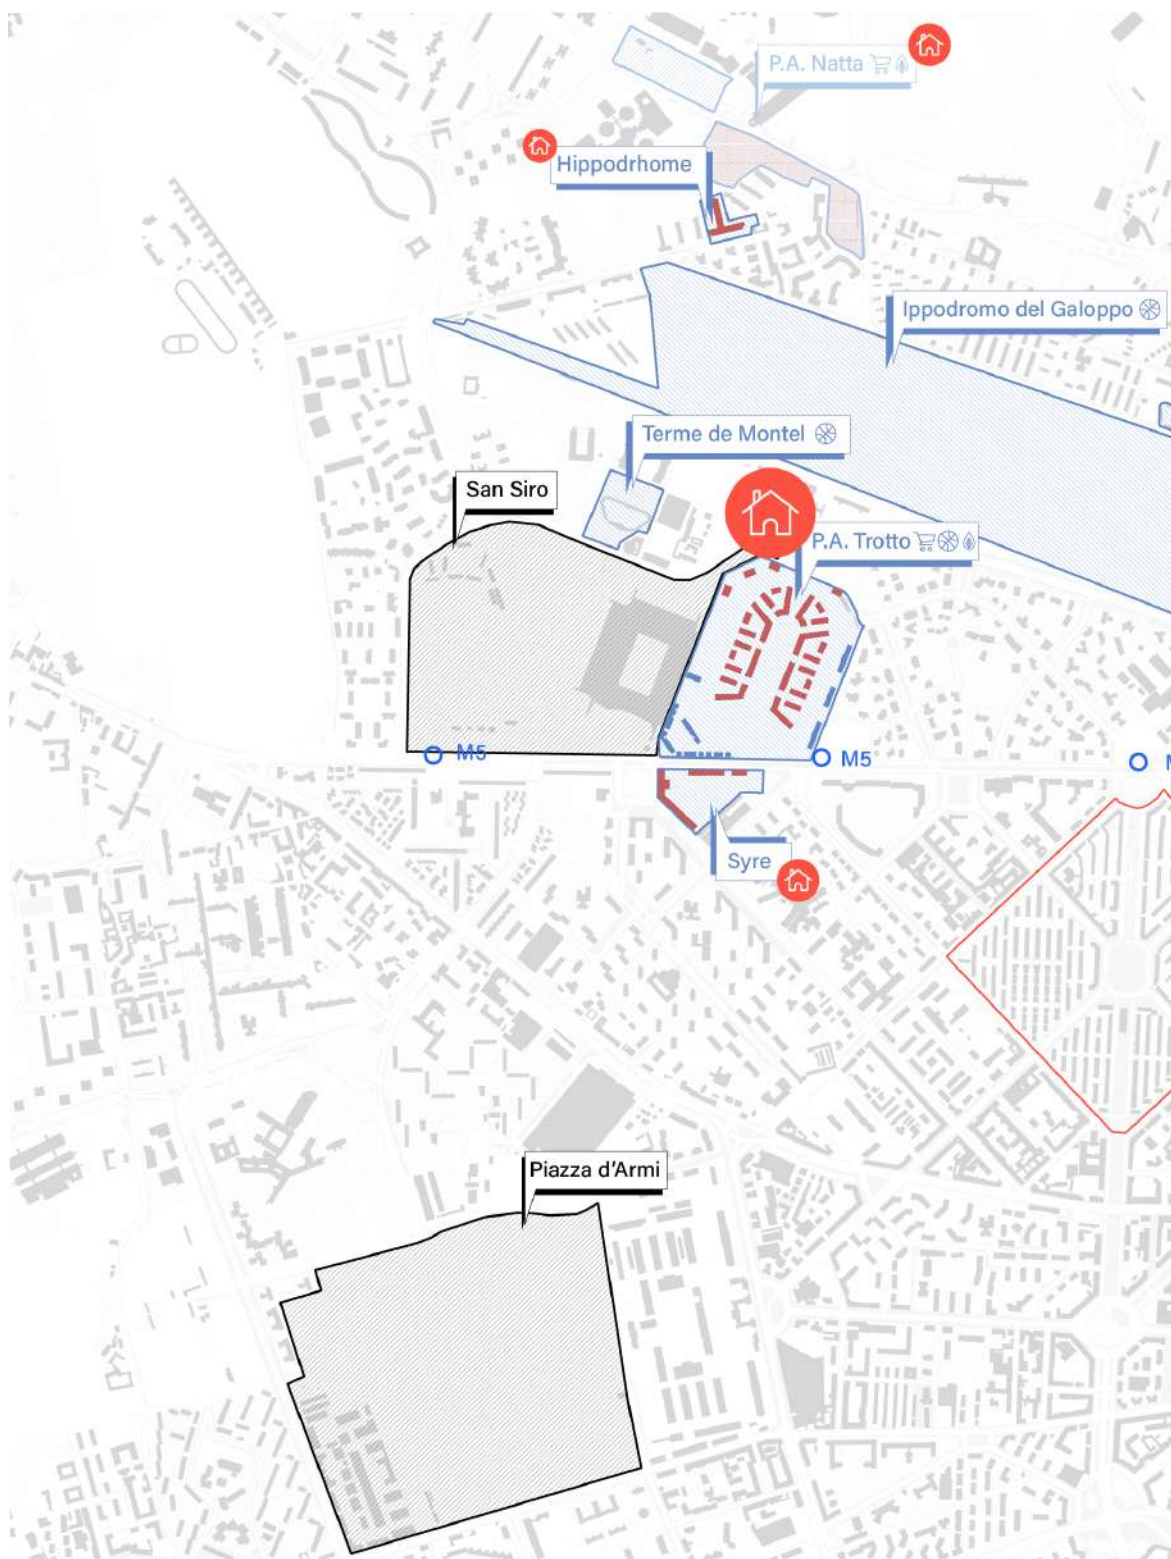 P.A. Natta
Hippodrhome
Ippodromo del Galoppo
Terme de Montel
San Siro
P.A. Trotto
M5
M5
Syre
Piazza d'Armi